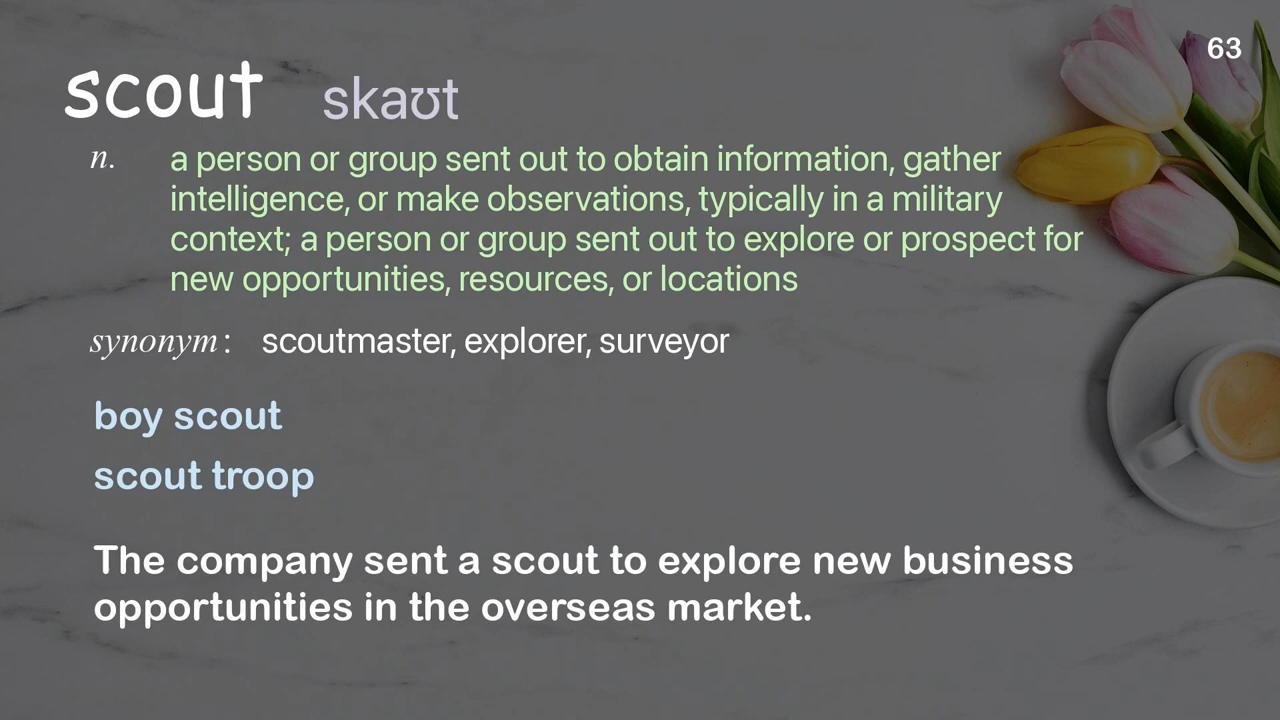 63
scout skaʊt
n. a person or group sent out to obtain information, gather
intelligence, or make observations, typically in a military
context; a person or group sent out to explore or prospect for
new opportunities, resources, or locations
synonym: scoutmaster, explorer, surveyor
boy scout
scout troop
The company sent a scout to explore new business
opportunities in the overseas market.